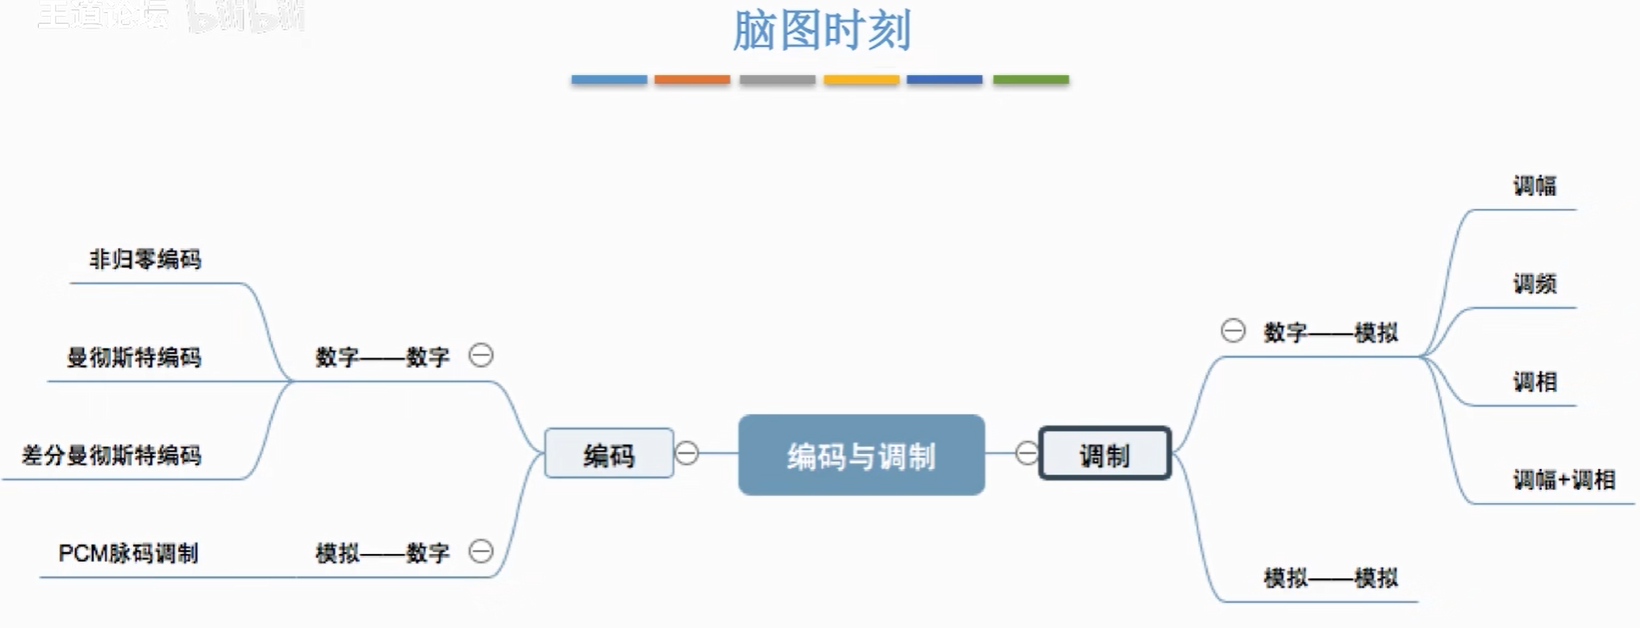 王道论坛 bilibili
脑图时刻
非归零编码
曼彻斯特编码
差分曼彻斯特编码
数字——数字
PCM脉码调制
模拟——数字
编码
编码与调制
调制
数字——模拟
调幅
调频
调相
调幅+调相
模拟——模拟